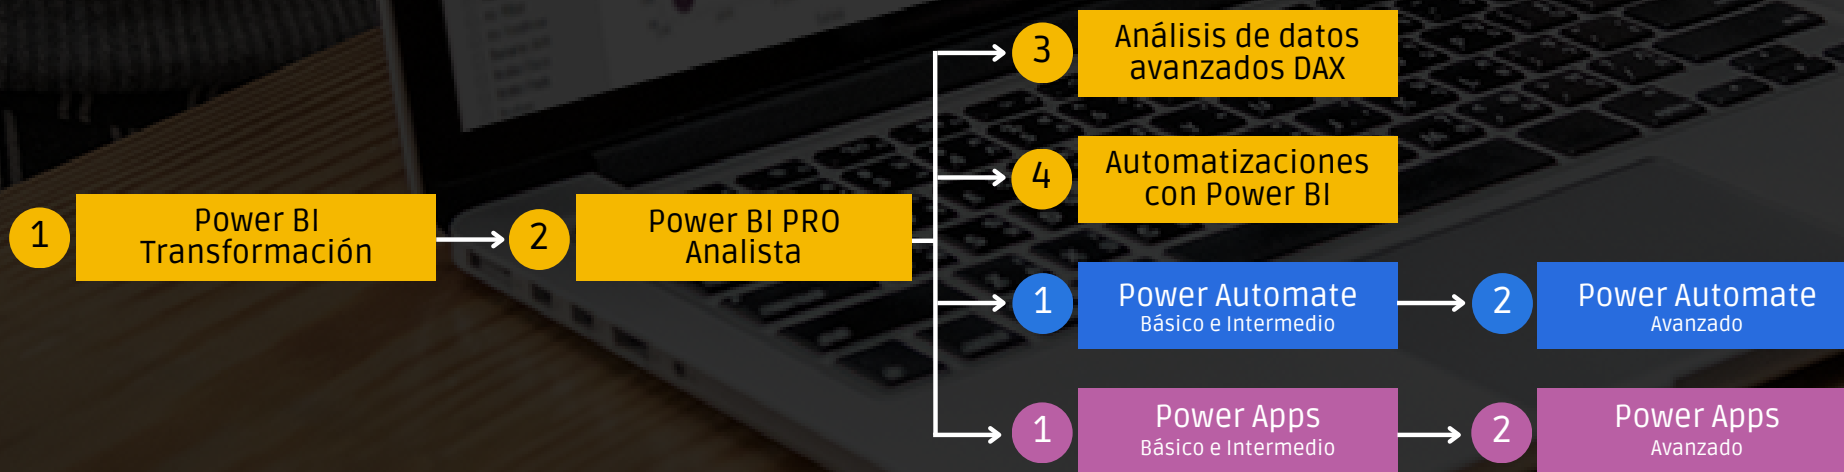 1
Power BI
Transformación
2
Power BI PRO
Analista
3
Análisis de datos
avanzados DAX
4
Automatizaciones
con Power BI
1
Power Automate
Básico e Intermedio
2
Power Automate
Avanzado
1
Power Apps
Básico e Intermedio
2
Power Apps
Avanzado